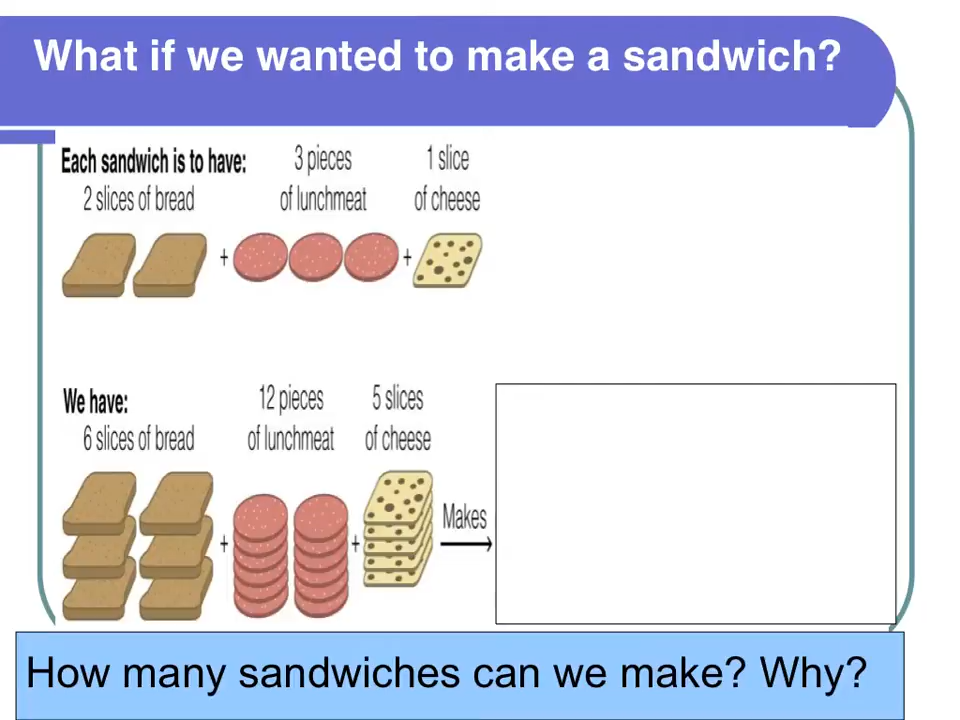 What if we wanted to make a sandwich?
Each sandwich is to have:
2 slices of bread
+
3 pieces
of lunchmeat
+
1 slice
of cheese
We have:
6 slices of bread
+
12 pieces
of lunchmeat
+
5 slices
of cheese
Makes
How many sandwiches can we make? Why?